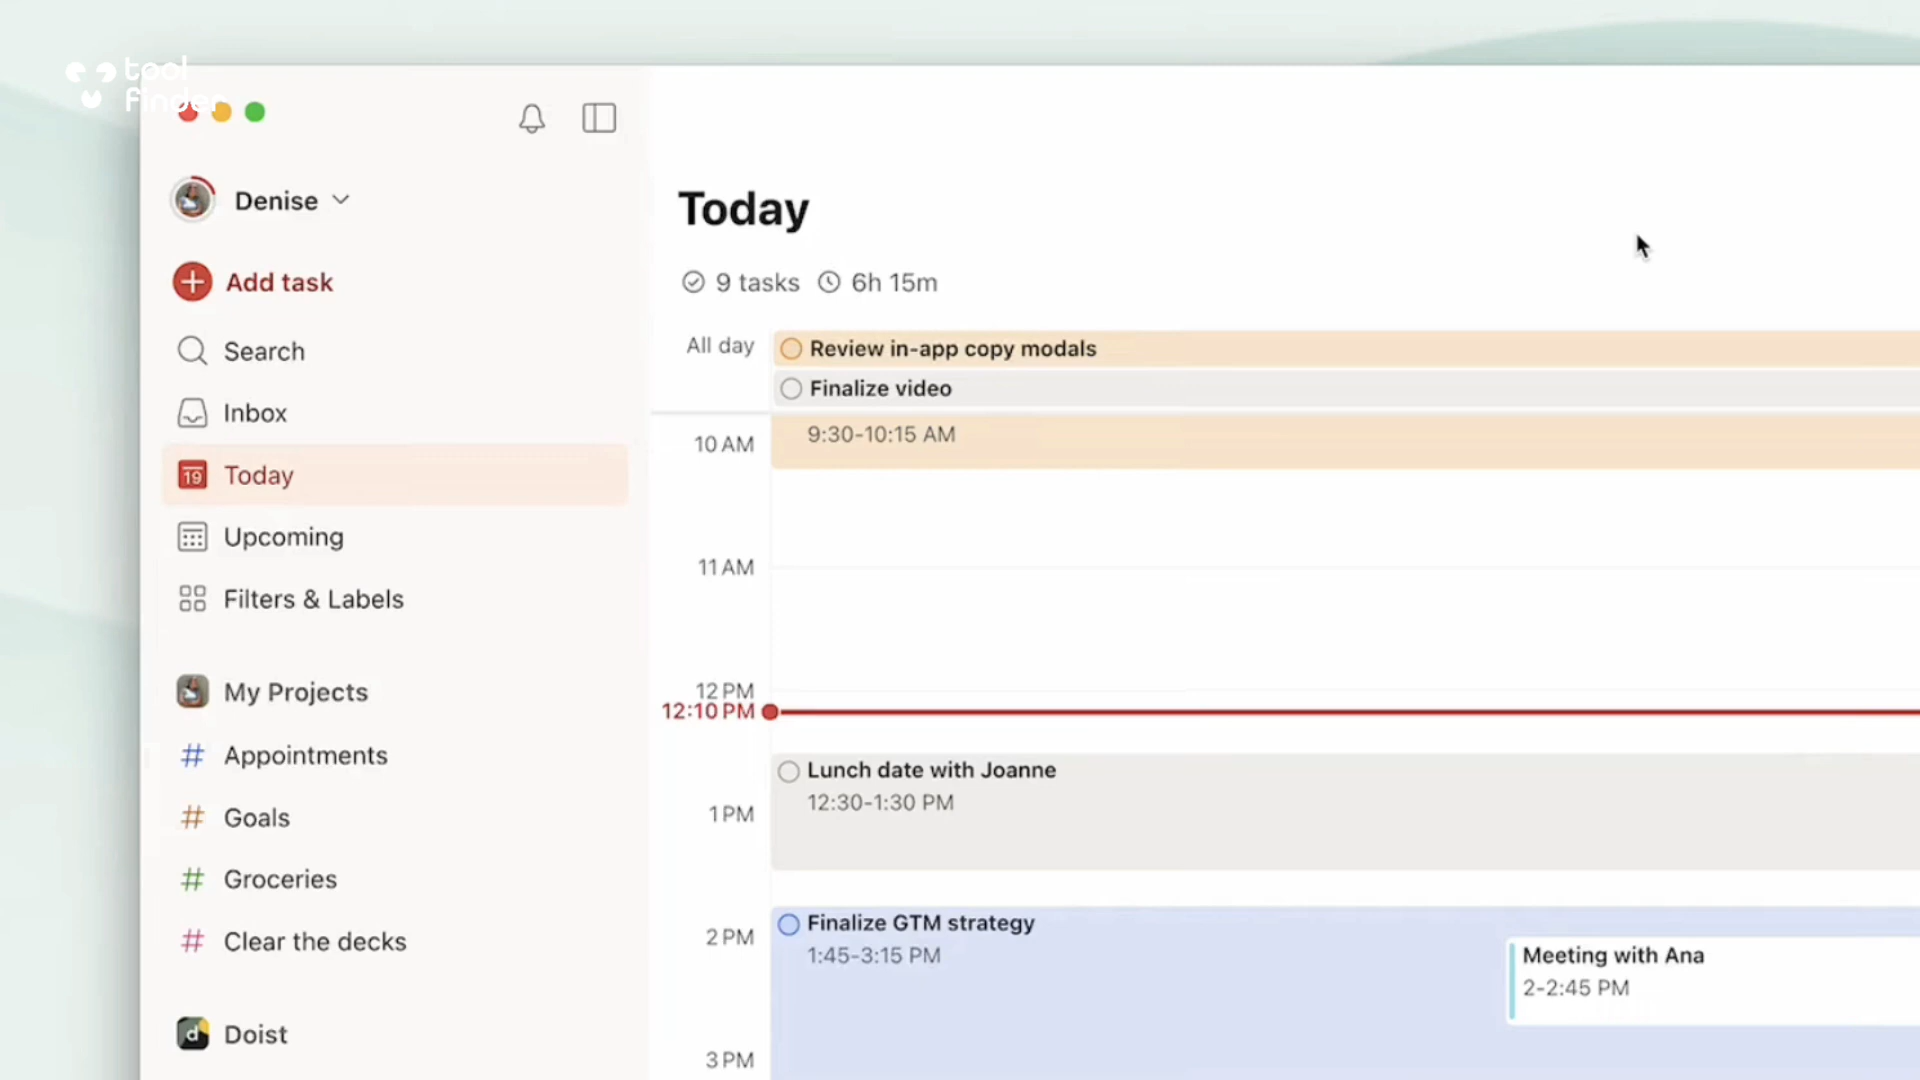 tool
finder
Denise
Add task
Search
Inbox
19
Today
Upcoming
Filters & Labels
My Projects
# Appointments
# Goals
# Groceries
# Clear the decks
d
Doist
Today
9 tasks 6h 15m
All day
Review in-app copy modals
Finalize video
10 AM
9:30-10:15 AM
11 AM
12 PM
12:10 PM
Lunch date with Joanne
12:30-1:30 PM
1 PM
Finalize GTM strategy
1:45-3:15 PM
2 PM
Meeting with Ana
2-2:45 PM
3 PM